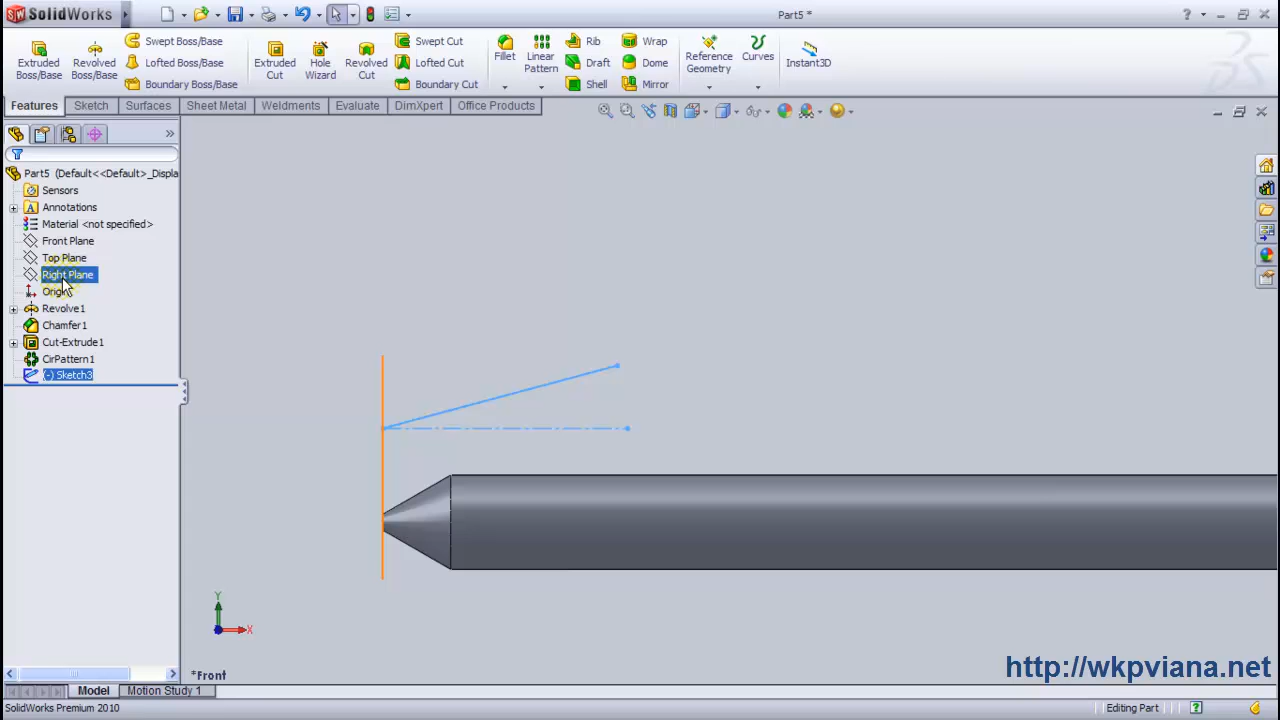 SolidWorks
Part5 *
Extruded Boss/Base
Revolved Boss/Base
Swept Boss/Base
Lofted Boss/Base
Boundary Boss/Base
Extruded Cut
Hole Wizard
Revolved Cut
Swept Cut
Lofted Cut
Boundary Cut
Fillet
Linear Pattern
Rib
Draft
Shell
Wrap
Dome
Mirror
Reference Geometry
Curves
Instant3D
Features Sketch Surfaces Sheet Metal Weldments Evaluate DimXpert Office Products
Part5 (Default<<Default>_Displa
Sensors
Annotations
Material <not specified>
Front Plane
Top Plane
Right Plane
Origin
Revolve1
Chamfer1
Cut-Extrude1
CirPattern1
(-) Sketch3
Y
X
*Front
http://wkpviana.net
Model Motion Study 1
SolidWorks Premium 2010
Editing Part